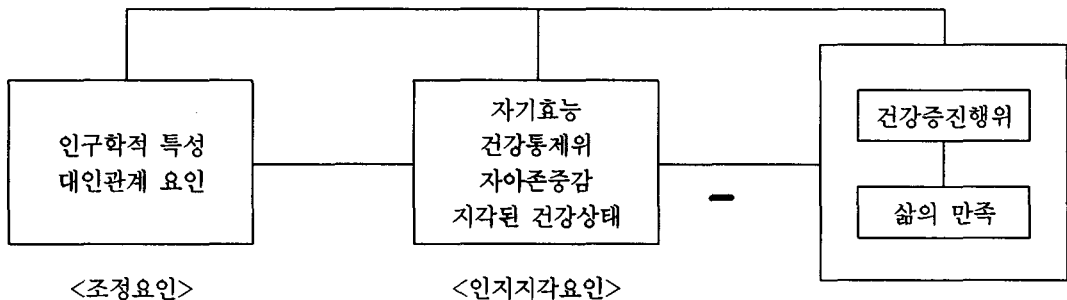 인구학적 특성
대인관계 요인
<조정요인>
자기효능
건강통제위
자아존중감
지각된 건강상태
<인지지각요인>
건강증진행위
삶의 만족